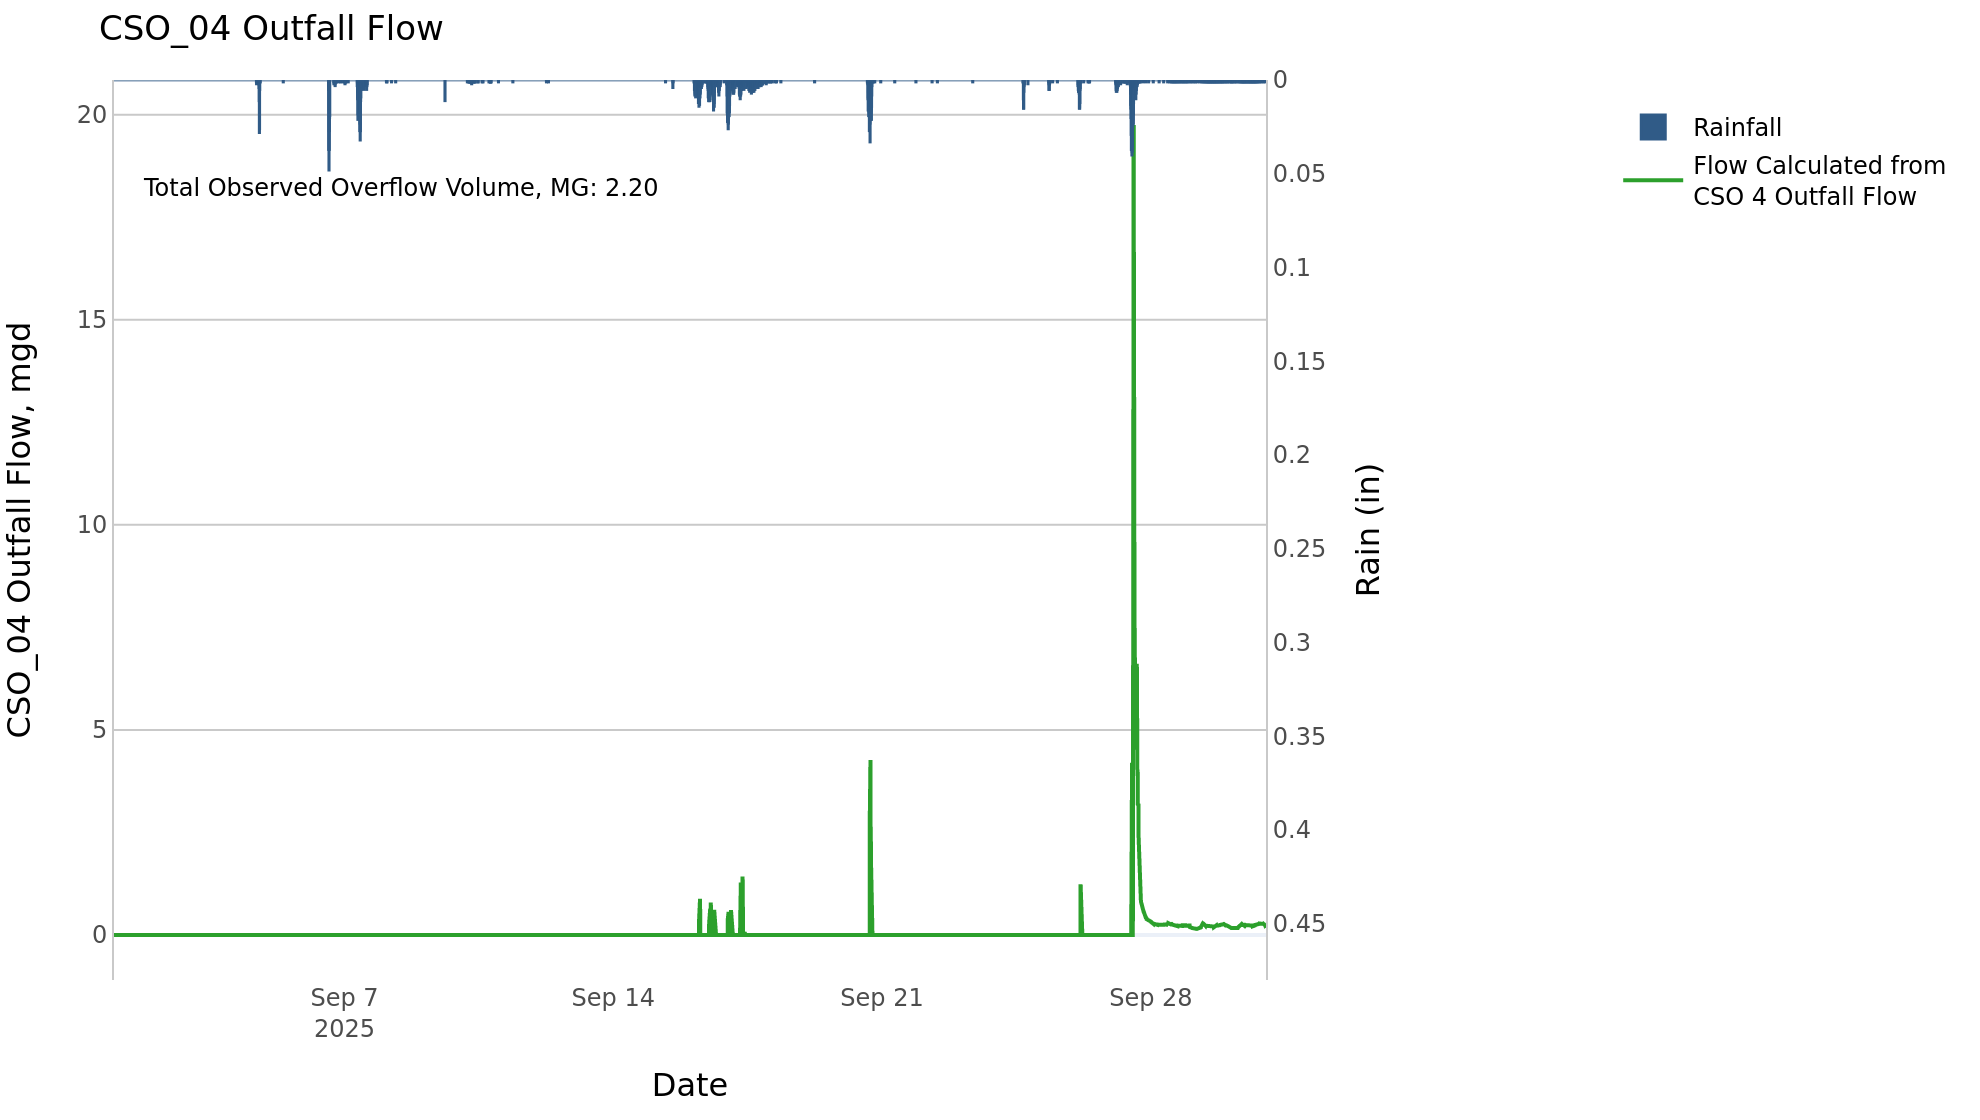 CSO_04 Outfall Flow
Total Observed Overflow Volume, MG: 2.20
CSO_04 Outfall Flow, mgd
20
15
10
5
0
0
0.05
0.1
0.15
0.2
0.25
0.3
0.35
0.4
0.45
Rain (in)
Sep 7
2025
Sep 14
Sep 21
Sep 28
Date
Rainfall
Flow Calculated from
CSO 4 Outfall Flow